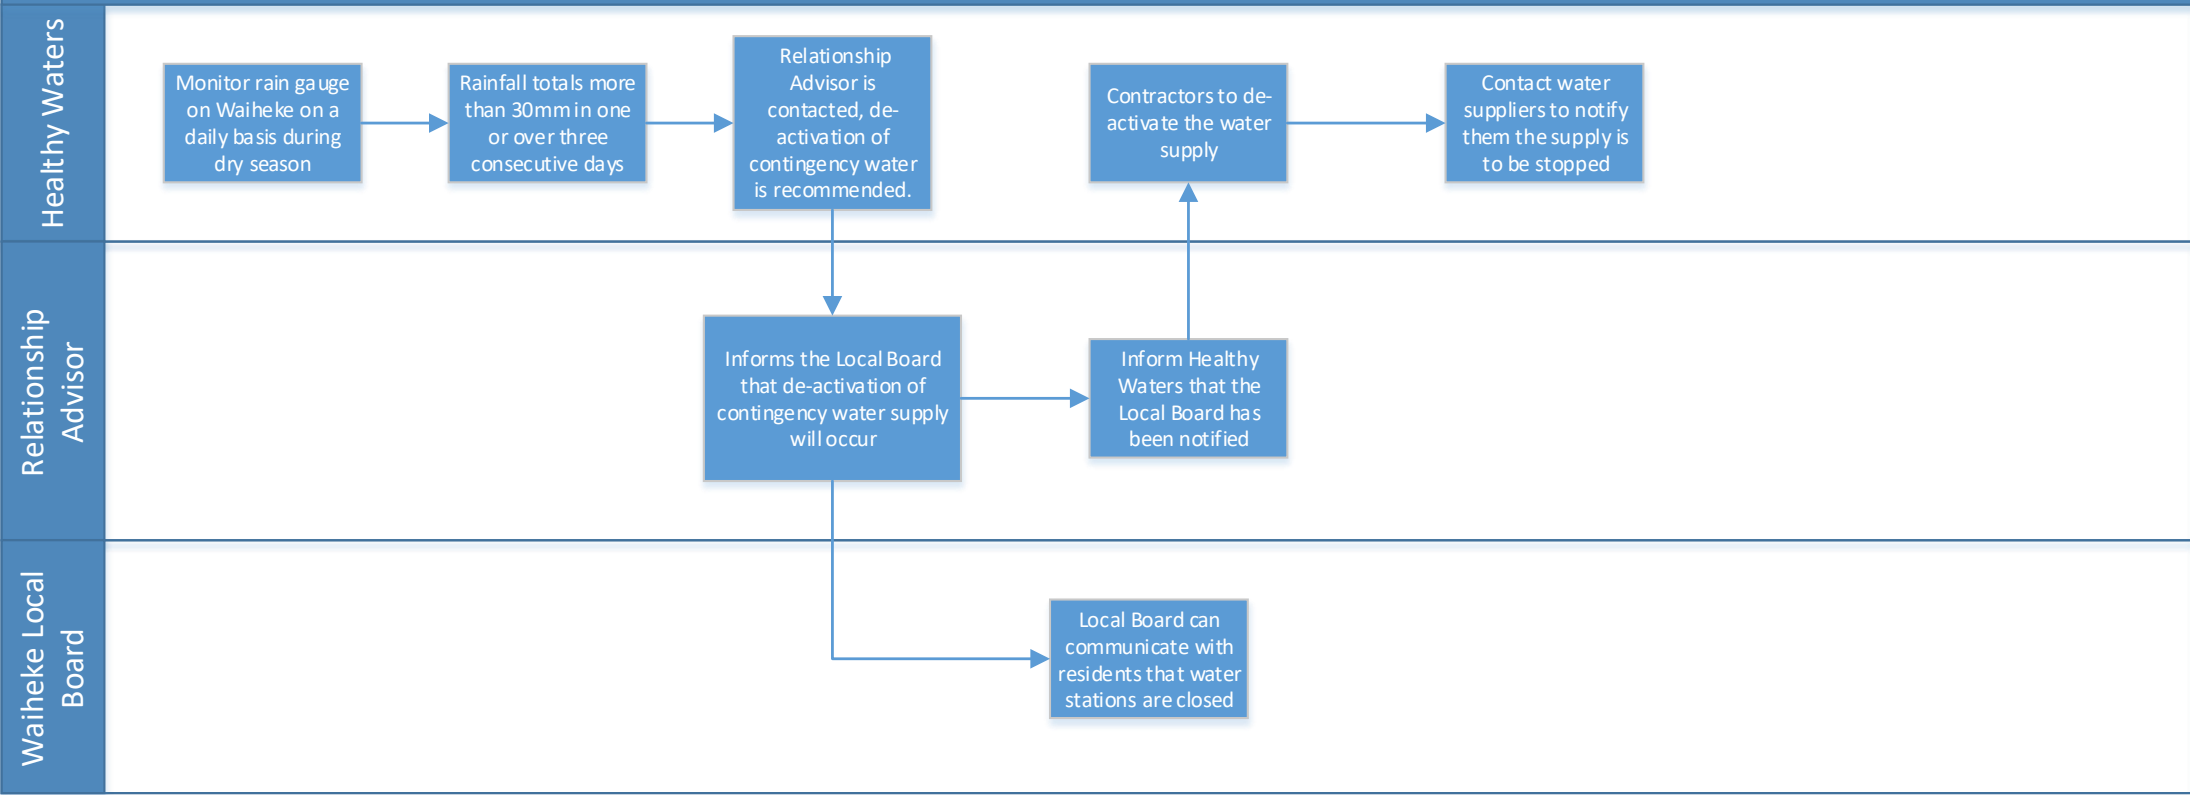 Healthy Waters
Monitor rain gauge
on Waiheke on a
daily basis during
dry season
Rainfall totals more
than 30mm in one
or over three
consecutive days
Relationship
Advisor is
contacted, de-
activation of
contingency water
is recommended.
Contractors to de-
activate the water
supply
Contact water
suppliers to notify
them the supply is
to be stopped
Relationship
Advisor
Informs the Local Board
that de-activation of
contingency water supply
will occur
Inform Healthy
Waters that the
Local Board has
been notified
Waiheke Local
Board
Local Board can
communicate with
residents that water
stations are closed